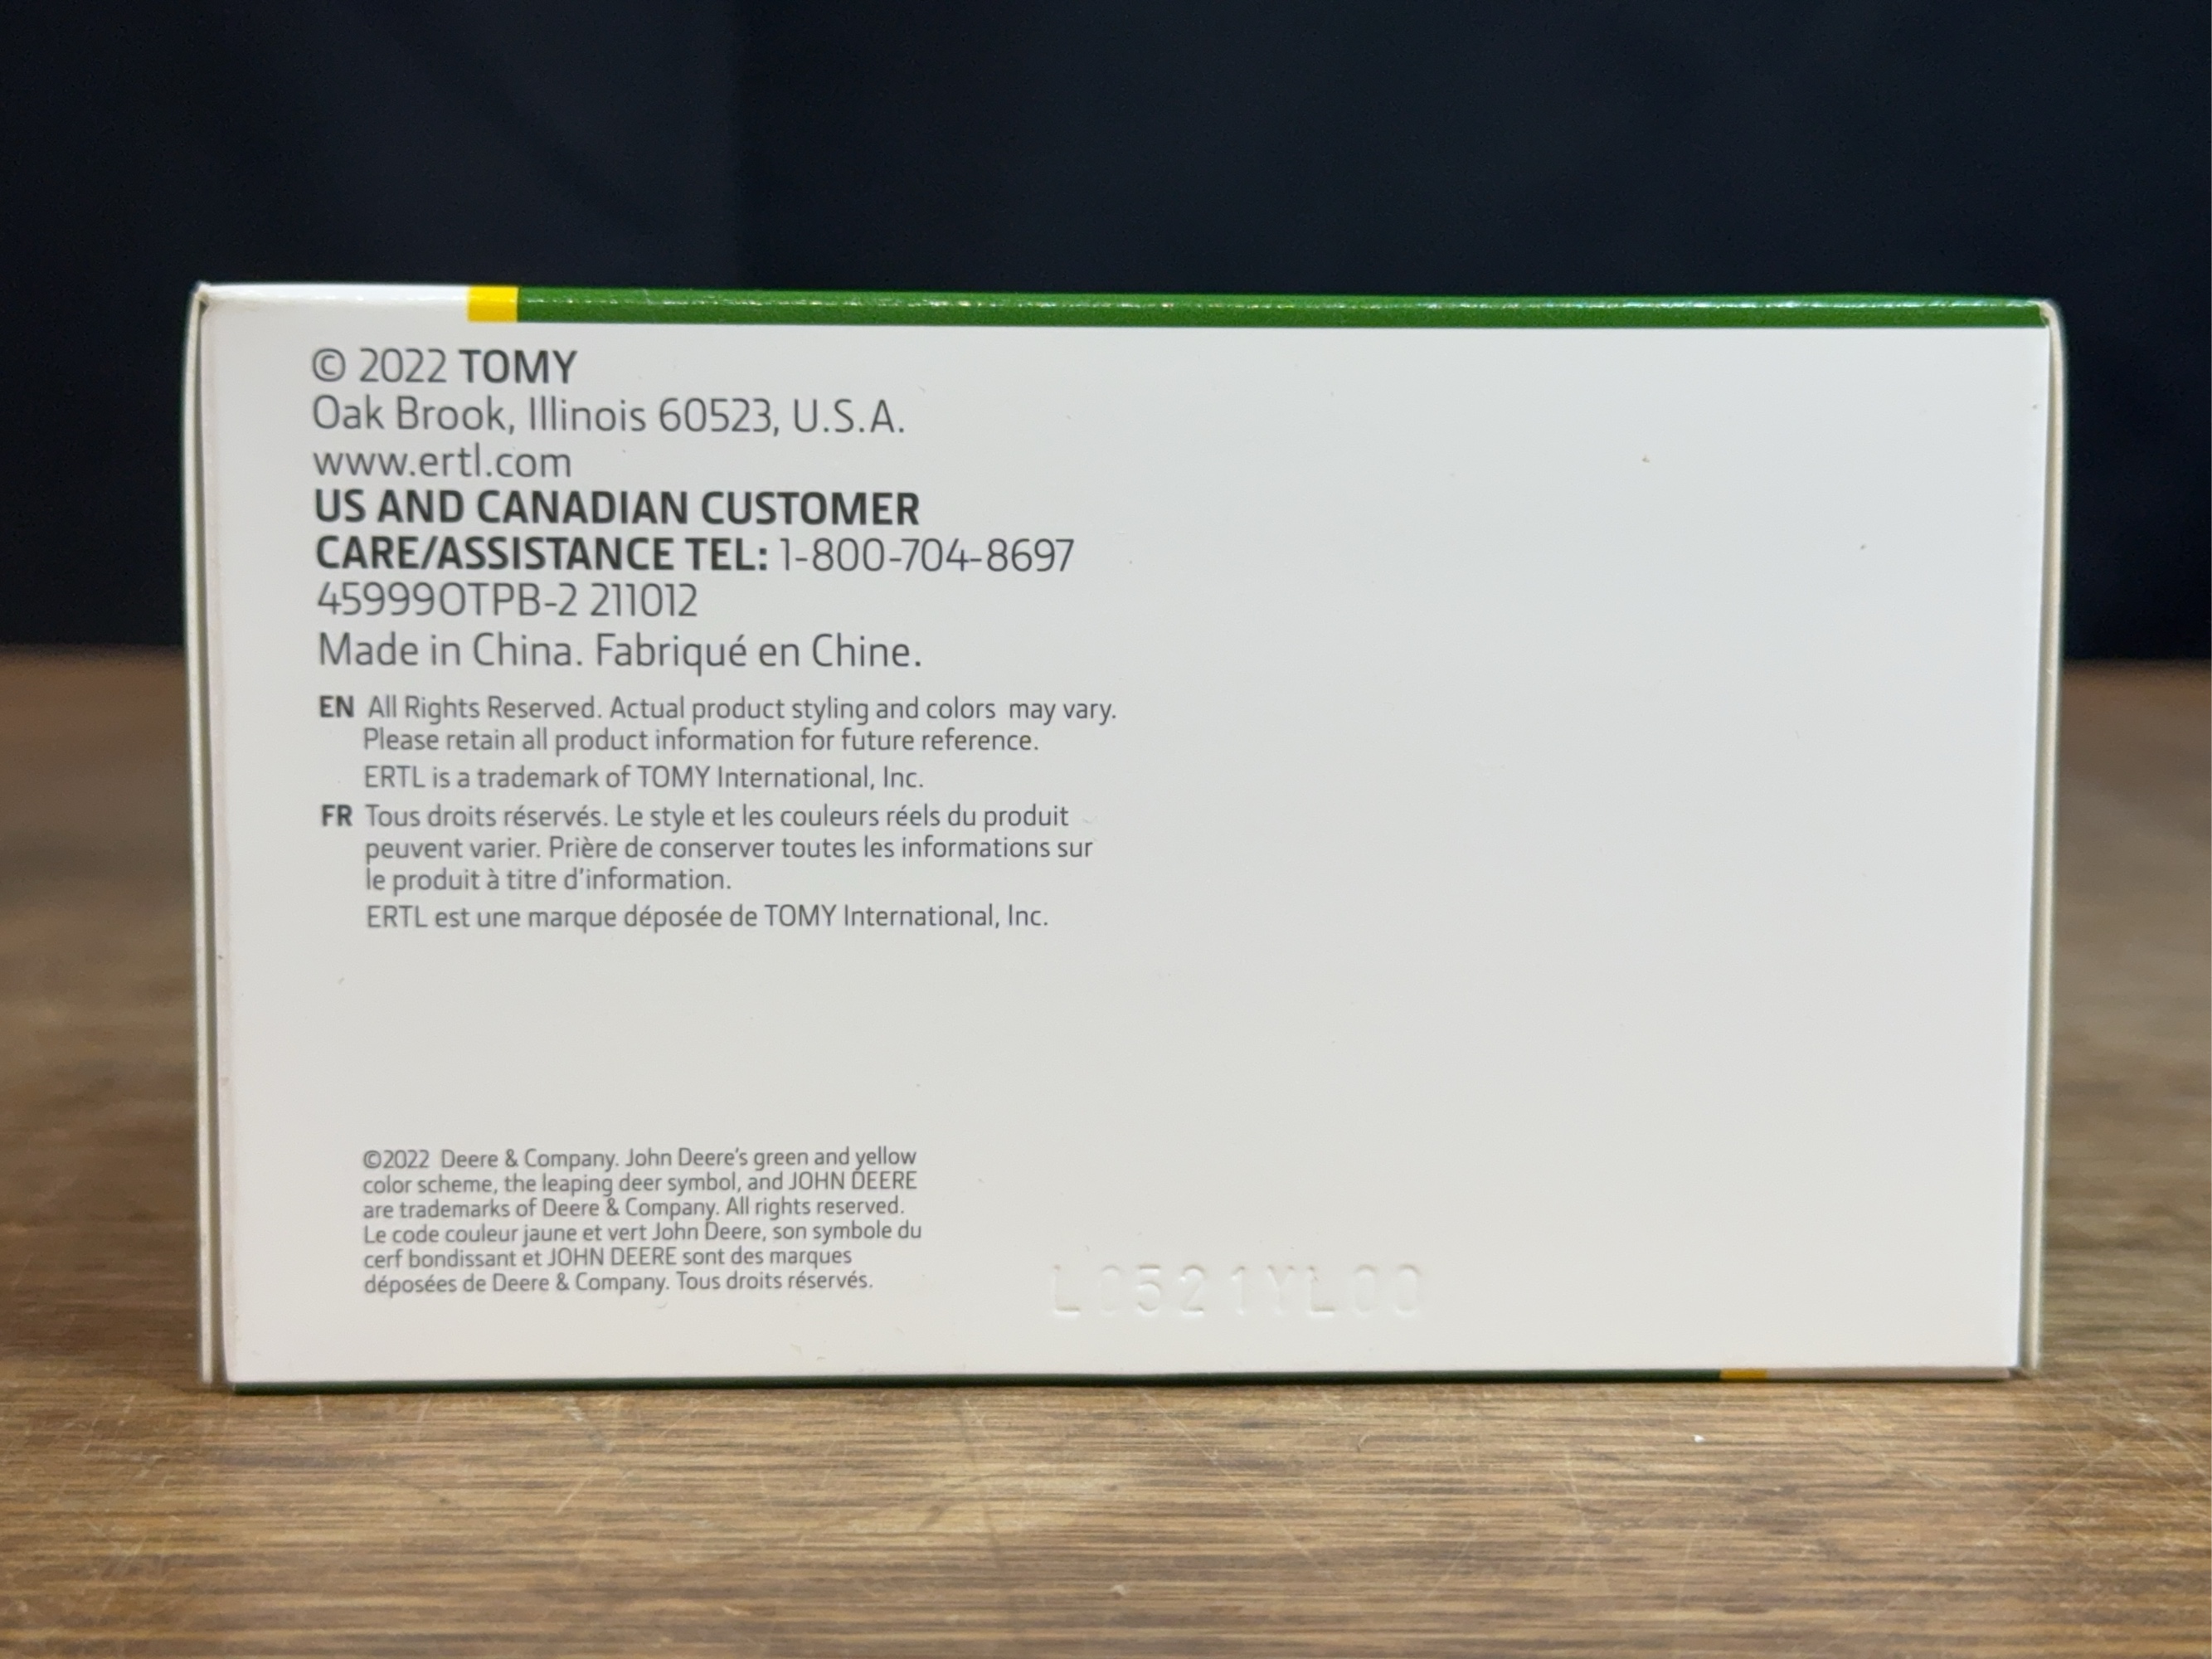 © 2022 TOMY
Oak Brook, Illinois 60523, U.S.A.
www.ertl.com
US AND CANADIAN CUSTOMER
CARE/ASSISTANCE TEL: 1-800-704-8697
45999OTPB-2 211012
Made in China. Fabriqué en Chine.
EN All Rights Reserved. Actual product styling and colors may vary.
Please retain all product information for future reference.
ERTL is a trademark of TOMY International, Inc.
FR Tous droits réservés. Le style et les couleurs réels du produit
peuvent varier. Prière de conserver toutes les informations sur
le produit à titre d'information.
ERTL est une marque déposée de TOMY International, Inc.
©2022 Deere & Company. John Deere's green and yellow
color scheme, the leaping deer symbol, and JOHN DEERE
are trademarks of Deere & Company. All rights reserved.
Le code couleur jaune et vert John Deere, son symbole du
cerf bondissant et JOHN DEERE sont des marques
déposées de Deere & Company. Tous droits réservés.